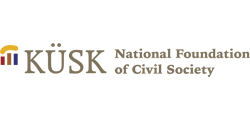 KÜSK National Foundation
of Civil Society